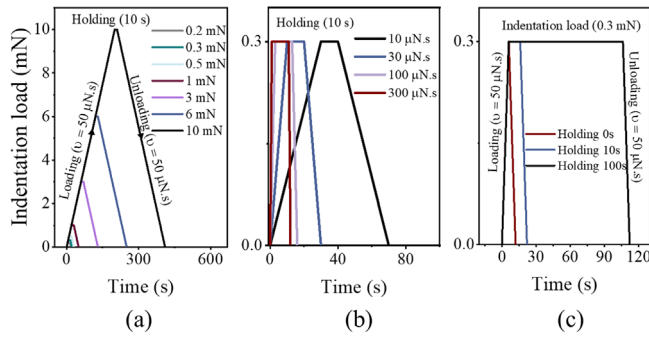 Indentation load (mN)
Holding (10 s)
10
8
6
4
2
0
0
300
600
Loading (υ = 50 μN.s)
Unloading (υ = 50 μN.s)
0.2 mN
0.3 mN
0.5 mN
1 mN
3 mN
6 mN
10 mN
Time (s)
(a)
Holding (10 s)
0.3
0.0
0
40
80
10 μN.s
30 μN.s
100 μN.s
300 μN.s
Time (s)
(b)
Indentation load (0.3 mN)
0.3
0.0
0
30
60
90
120
Loading (υ = 50 μN.s)
Unloading (υ = 50 μN.s)
Holding 0s
Holding 10s
Holding 100s
Time (s)
(c)